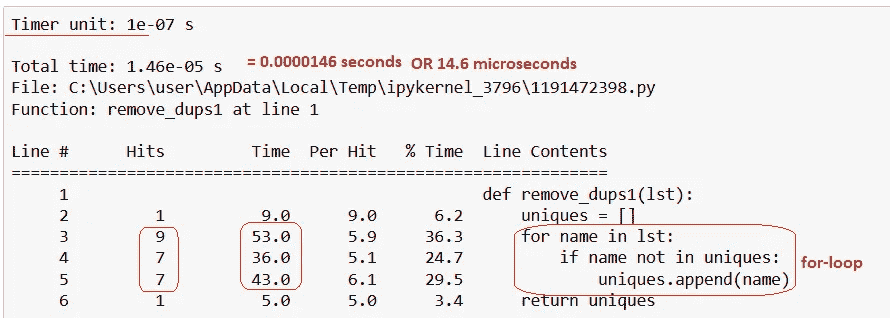 Timer unit: 1e-07 s
Total time: 1.46e-05 s = 0.0000146 seconds OR 14.6 microseconds
File: C:\Users\user\AppData\Local\Temp\ipykernel_3796\1191472398.py
Function: remove_dups1 at line 1
Line # Hits Time Per Hit % Time Line Contents
==============================================================
1 def remove_dups1(lst):
2 1 9.0 9.0 6.2 uniques = []
3 9 53.0 5.9 36.3 for name in lst:
4 7 36.0 5.1 24.7 if name not in uniques:
5 7 43.0 6.1 29.5 uniques.append(name) for-loop
6 1 5.0 5.0 3.4 return uniques